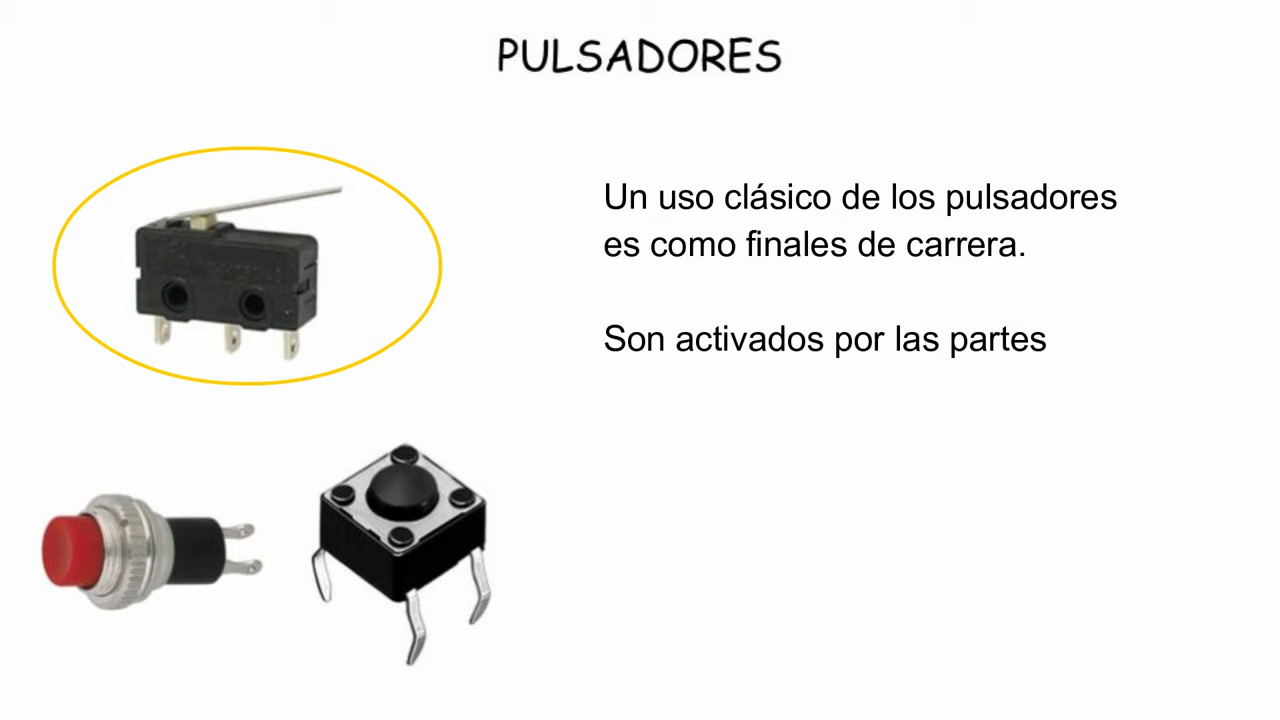 PULSADORES
Un uso clásico de los pulsadores
es como finales de carrera.
Son activados por las partes